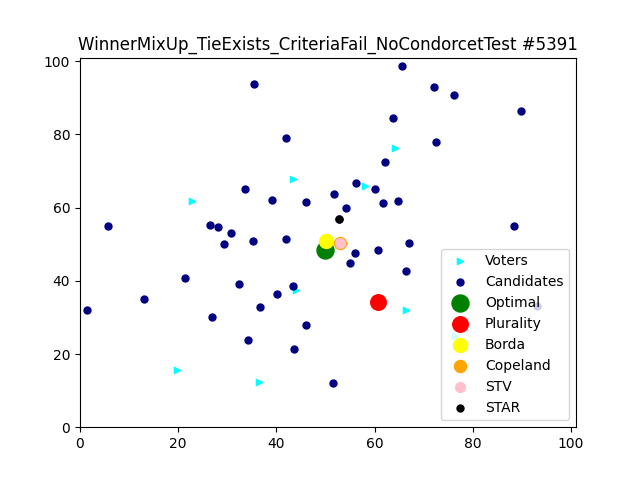 WinnerMixUp_TieExists_CriteriaFail_NoCondorcetTest #5391
100
80
60
40
20
0
Voters
Candidates
Optimal
Plurality
Borda
Copeland
STV
STAR
0 20 40 60 80 100